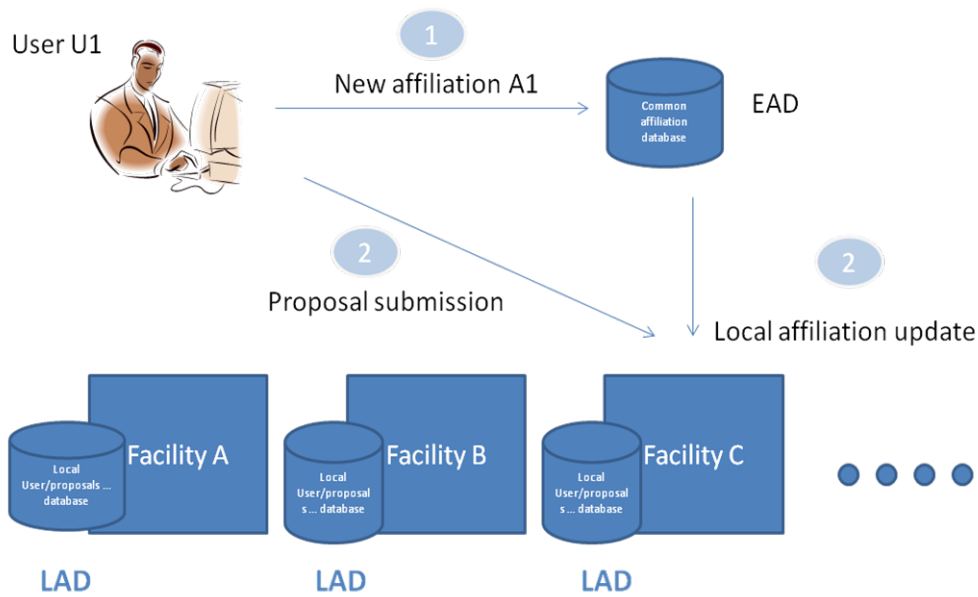 User U1
1
New affiliation A1
Common
affiliation
database
EAD
2
Proposal submission
2
Local affiliation update
Facility A
Local
User/proposals ...
database
Facility B
Local
User/proposal
s ... database
Facility C
Local
User/proposal
s ... database
LAD
LAD
LAD